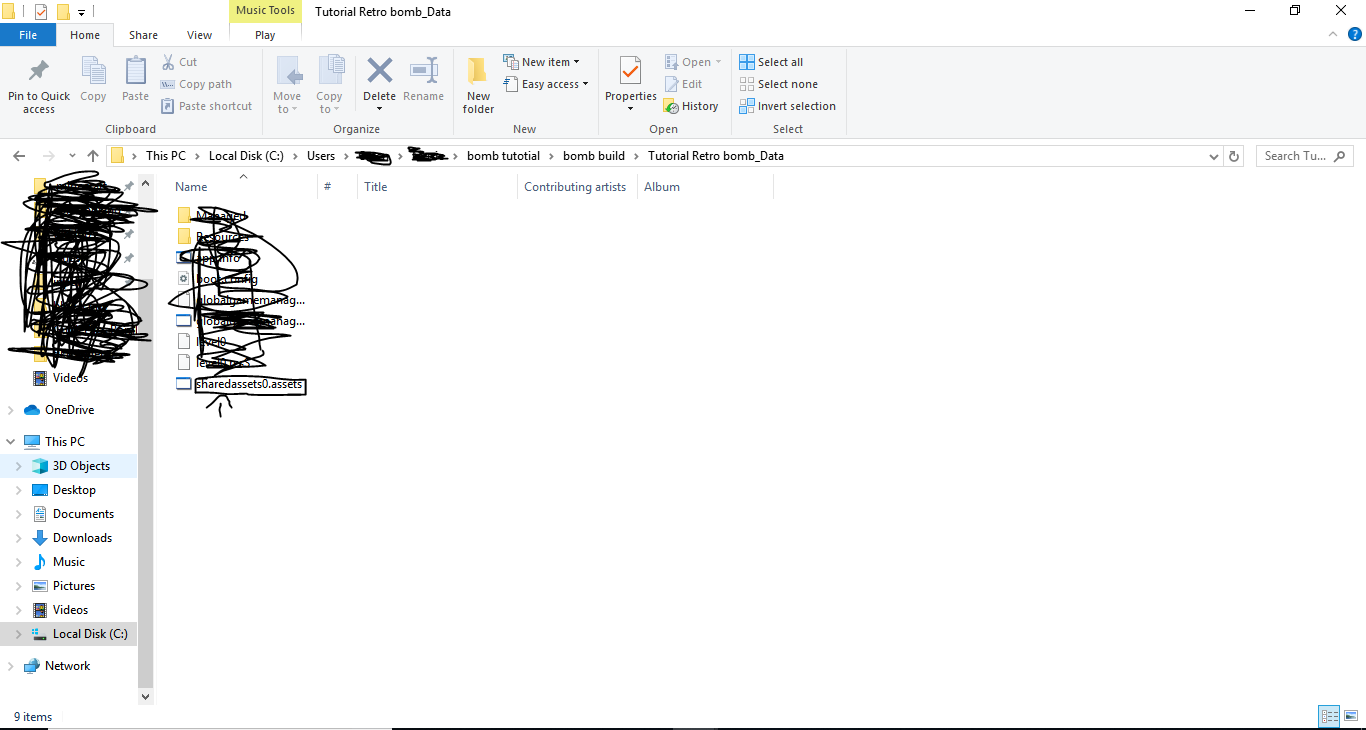 Music Tools
Tutorial Retro bomb_Data
File Home Share View Play
Pin to Quick access
Copy
Paste
Cut
Copy path
Paste shortcut
Clipboard
Move to
Copy to
Delete
Rename
Organize
New folder
New item
Easy access
New
Properties
Open
Edit
History
Open
Select all
Select none
Invert selection
Select
This PC Local Disk (C:) Users bomb tutotial bomb build Tutorial Retro bomb_Data
Search Tu...
Name # Title Contributing artists Album
Managed
Resources
app.info
boot.config
globalgamemanag...
globalgamemanag...
level0
sharedassets0.assets
Videos
OneDrive
This PC
3D Objects
Desktop
Documents
Downloads
Music
Pictures
Videos
Local Disk (C:)
Network
9 items